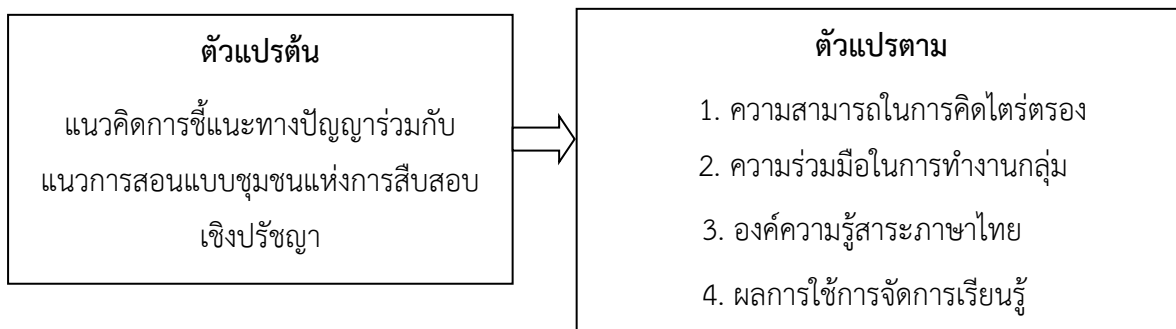 ตัวแปรต้น
แนวคิดการชี้แนะทางปัญญาร่วมกับ
แนวการสอนแบบชุมชนแห่งการสืบสอบ
เชิงปรัชญา
ตัวแปรตาม
1. ความสามารถในการคิดไตร่ตรอง
2. ความร่วมมือในการทำงานกลุ่ม
3. องค์ความรู้สาระภาษาไทย
4. ผลการใช้การจัดการเรียนรู้